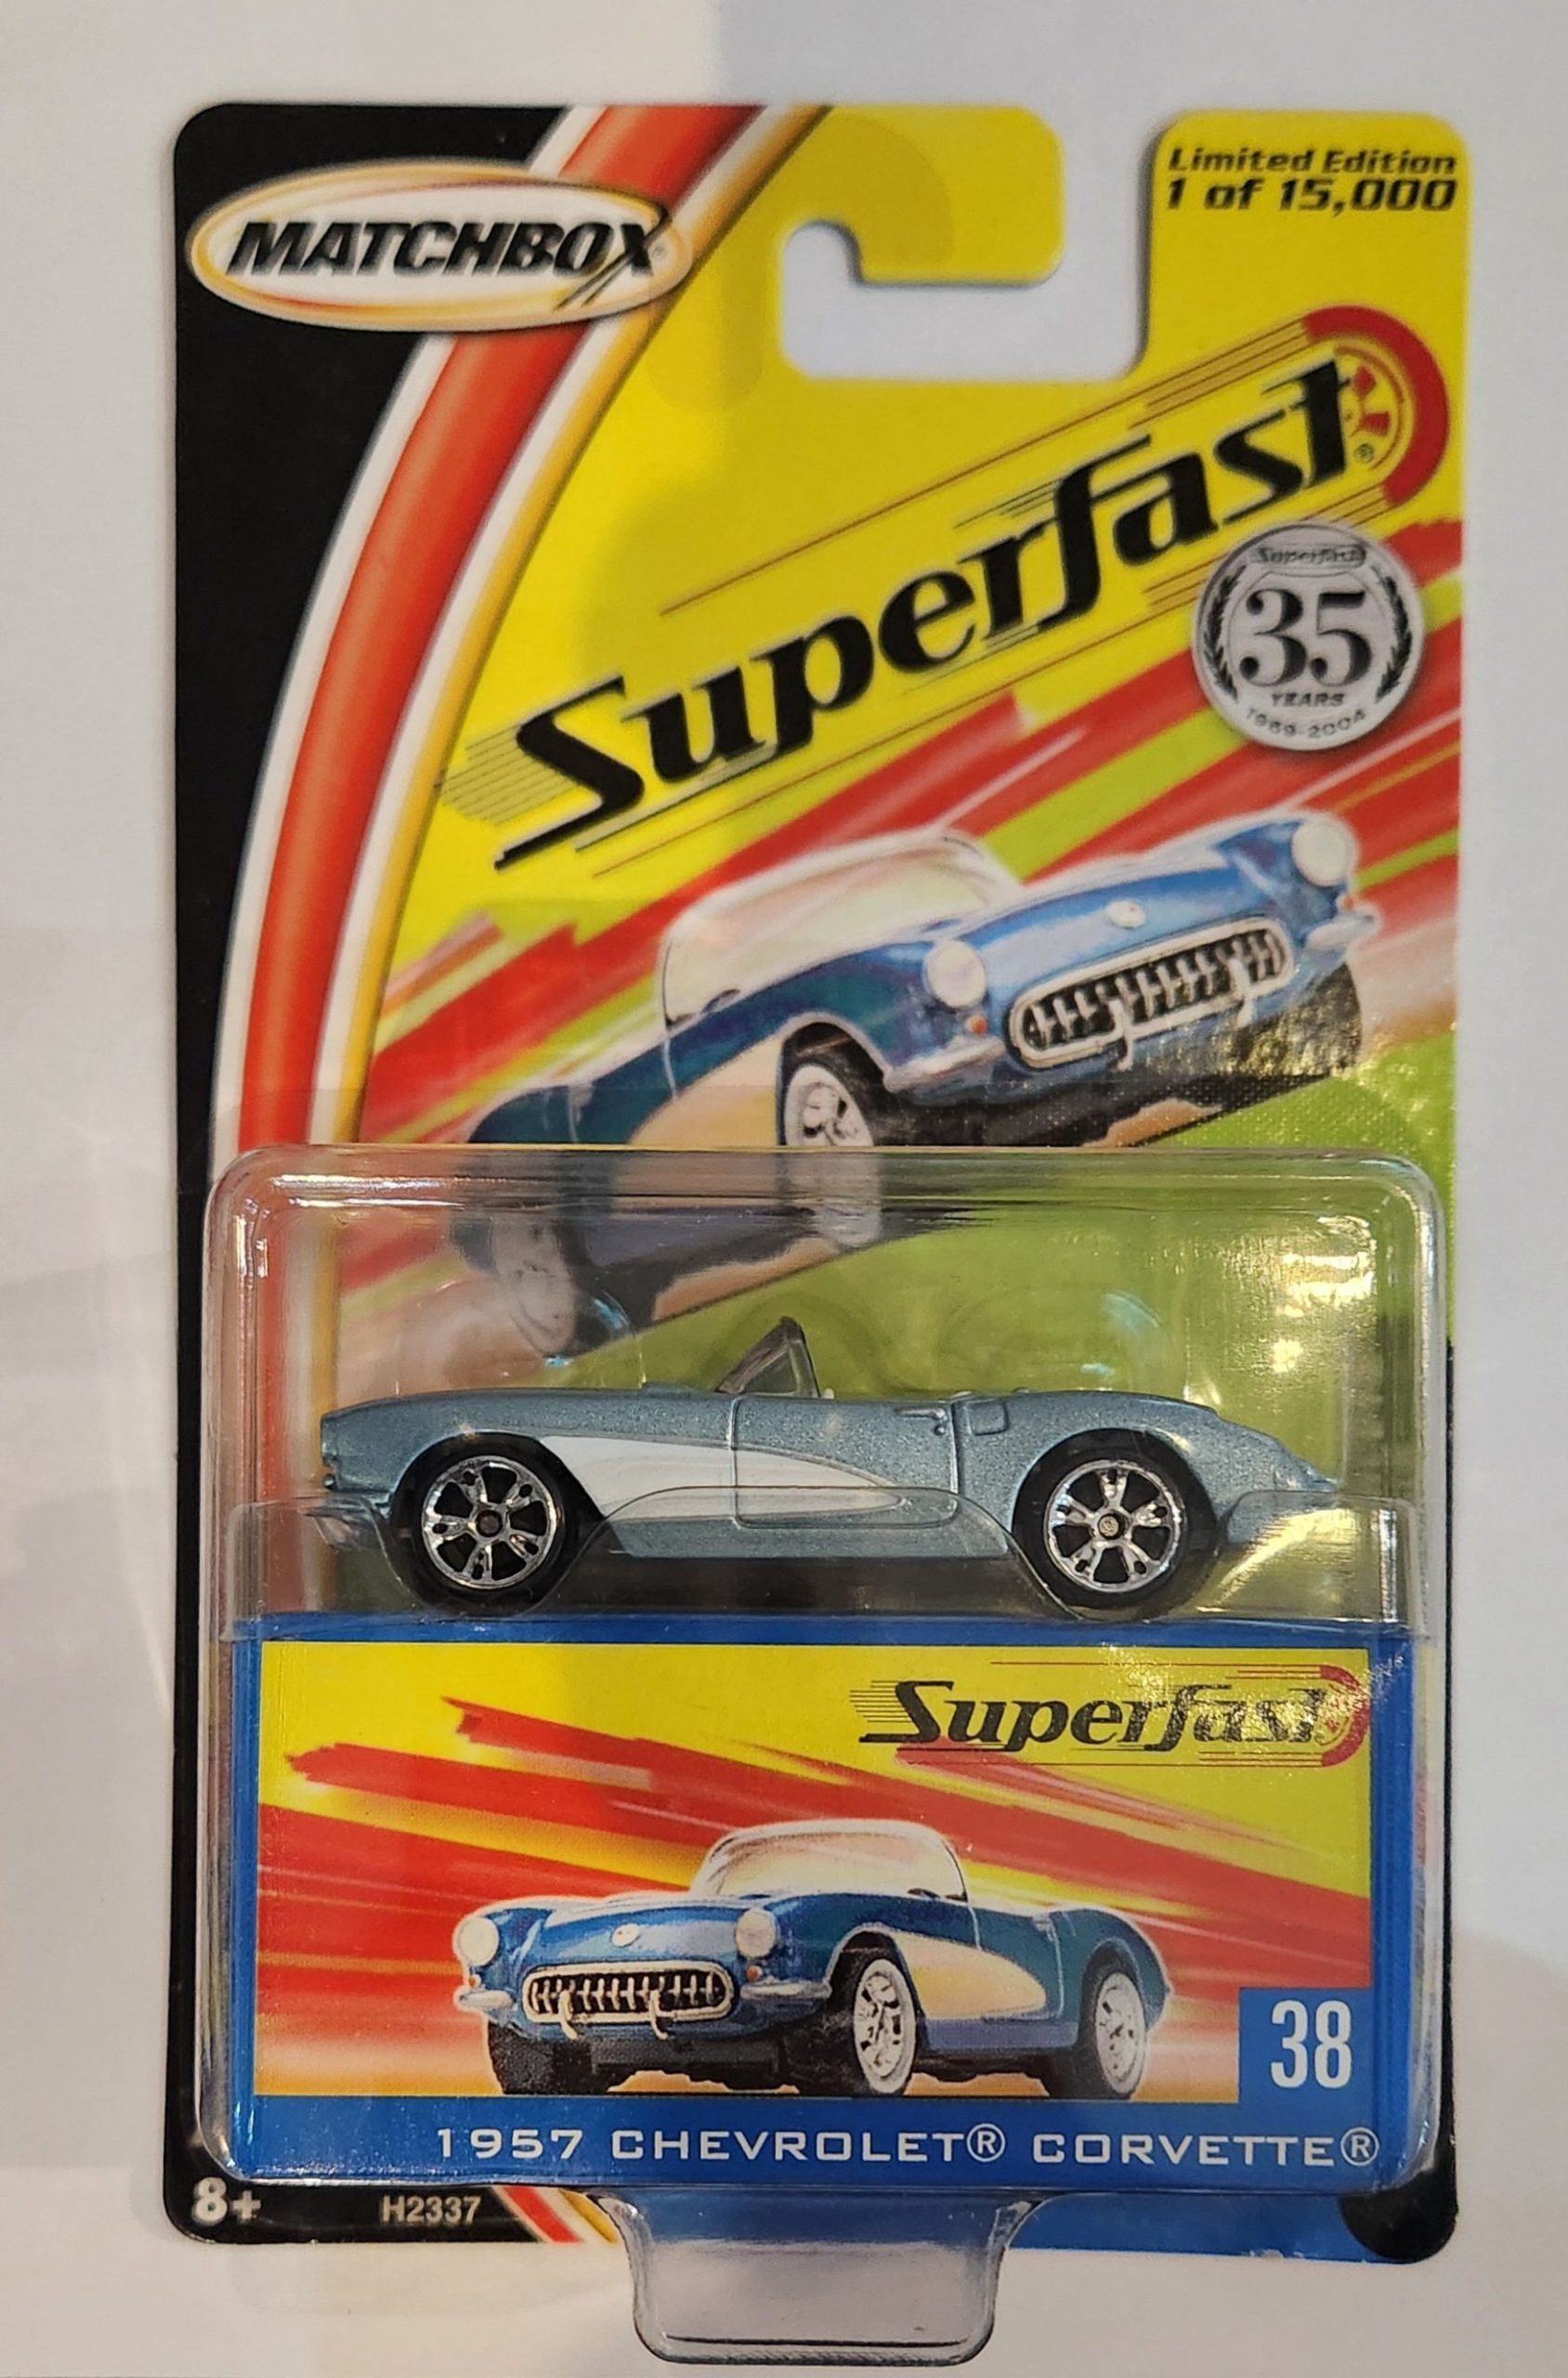 Limited Edition
1 of 15,000
MATCHBOX®
Superfast®
Superfast
35
YEARS
1969-2004
Superfast
38
1957 CHEVROLET® CORVETTE®
8+
H2337